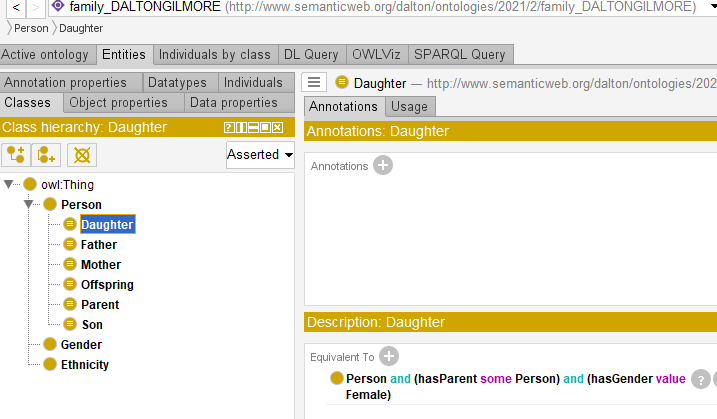 < > family_DALTONGILMORE (http://www.semanticweb.org/dalton/ontologies/2021/2/family_DALTONGILMORE)
Person Daughter
Active ontology Entities Individuals by class DL Query OWLViz SPARQL Query
Annotation properties Datatypes Individuals
Classes Object properties Data properties
Class hierarchy: Daughter
Asserted
owl:Thing
Person
Daughter
Father
Mother
Offspring
Parent
Son
Gender
Ethnicity
Daughter — http://www.semanticweb.org/dalton/ontologies/202
Annotations Usage
Annotations: Daughter
Annotations
Description: Daughter
Equivalent To
Person and (hasParent some Person) and (hasGender value
Female)